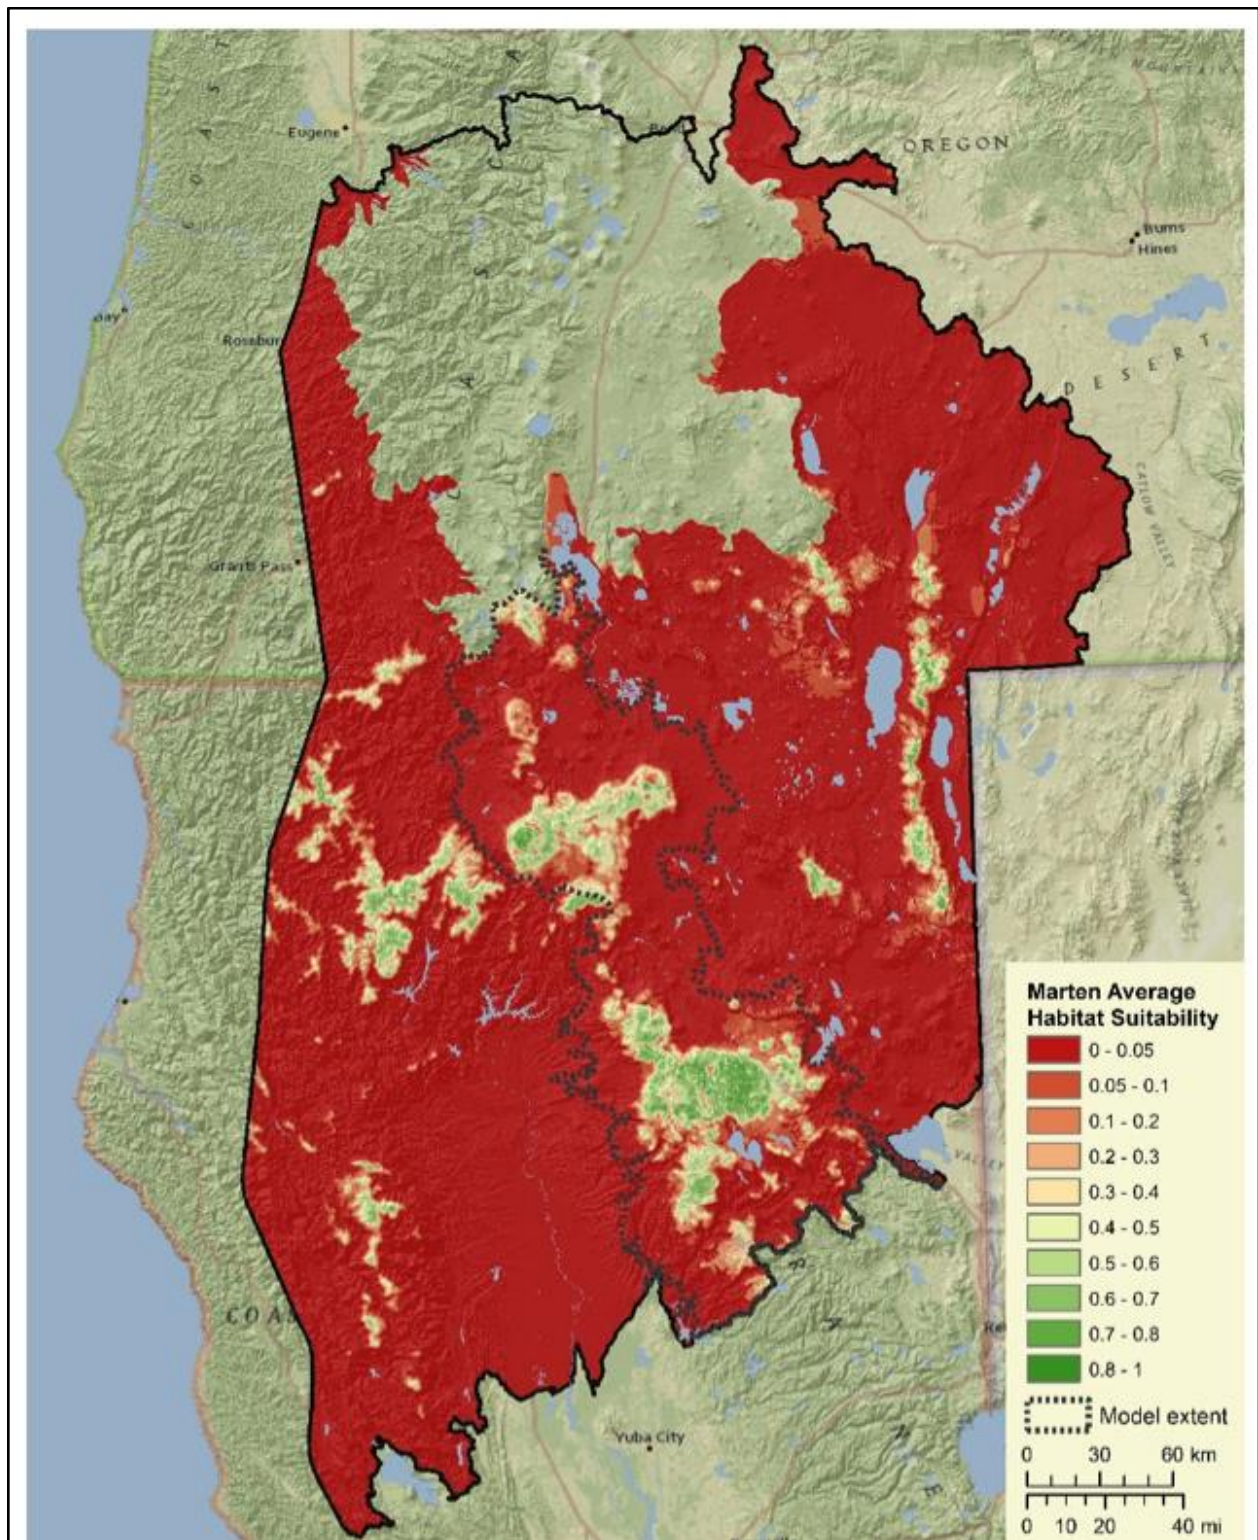 MOUNTAINS
Eugene
OREGON
Burns
Hines
Roseburg
DESERT
CATLOW VALLEY
Grants Pass
VALLEY
COAS
Yuba City
Marten Average
Habitat Suitability
0 - 0.05
0.05 - 0.1
0.1 - 0.2
0.2 - 0.3
0.3 - 0.4
0.4 - 0.5
0.5 - 0.6
0.6 - 0.7
0.7 - 0.8
0.8 - 1
Model extent
0 30 60 km
0 10 20 40 mi